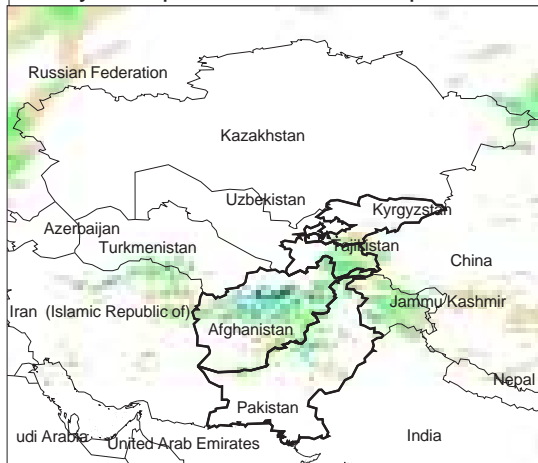 Russian Federation
Kazakhstan
Uzbekistan
Kyrgyzstan
Azerbaijan
Turkmenistan
Tajikistan
China
Iran (Islamic Republic of)
Jammu Kashmir
Afghanistan
Nepal
Pakistan
udi Arabia
United Arab Emirates
India